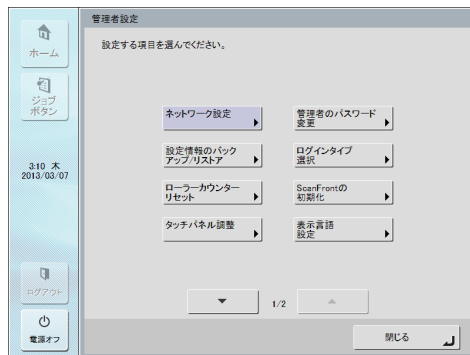 管理者設定
設定する項目を選んでください。
ホーム
ジョブ
ボタン
3:10 木
2013/03/07
ログアウト
電源オフ
ネットワーク設定
管理者のパスワード
変更
設定情報のバック
アップ/リストア
ログインタイプ
選択
ローラーカウンター
リセット
ScanFrontの
初期化
タッチパネル調整
表示言語
設定
1/2
閉じる